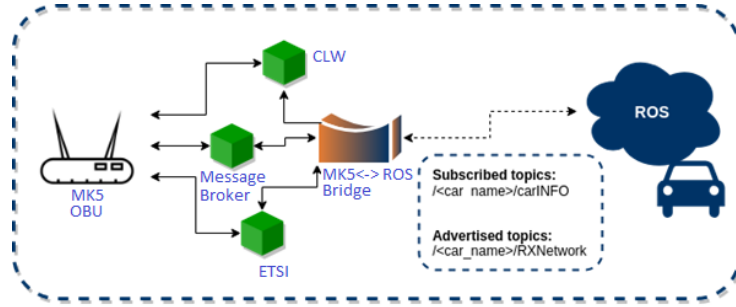 CLW
ROS
MK5
OBU
Message
Broker
MK5<-> ROS
Bridge
ETSI
Subscribed topics:
/<car_name>/carINFO
Advertised topics:
/<car_name>/RXNetwork